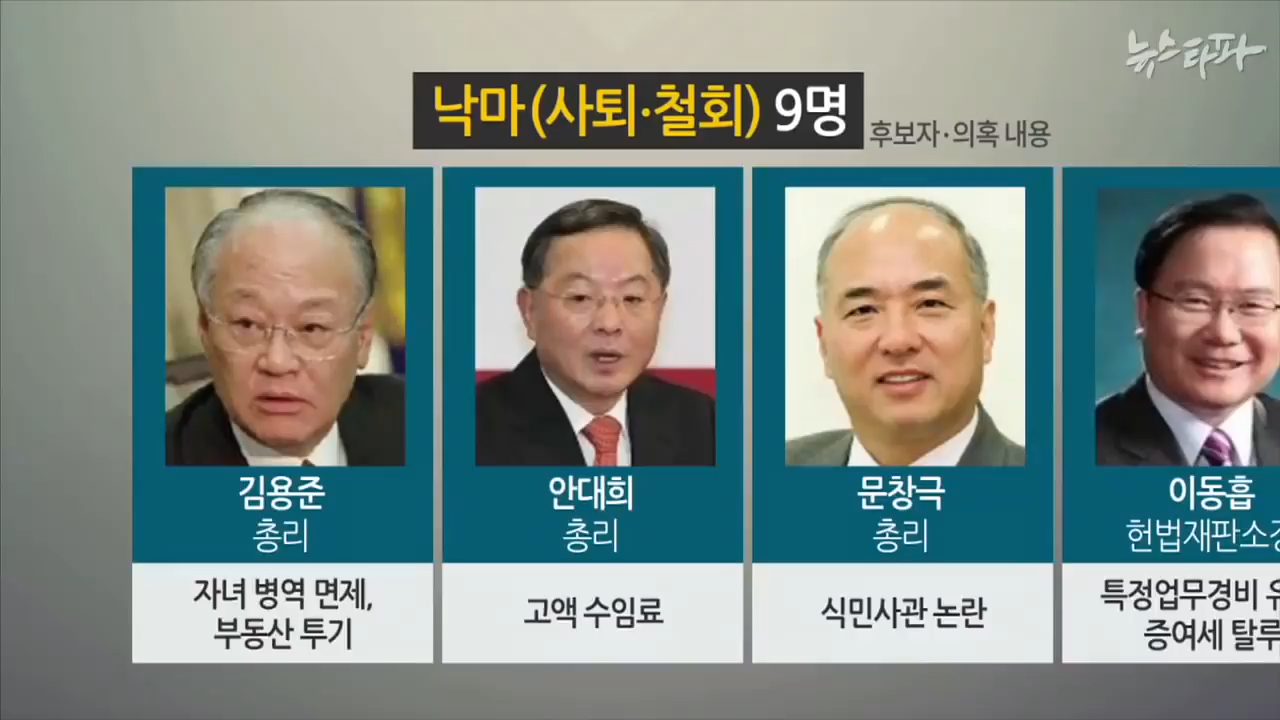 뉴스타파
낙마(사퇴·철회) 9명
후보자·의혹 내용
김용준
총리
자녀 병역 면제,
부동산 투기
안대희
총리
고액 수임료
문창극
총리
식민사관 논란
이동흡
헌법재판소
특정업무경비
증여세 탈루